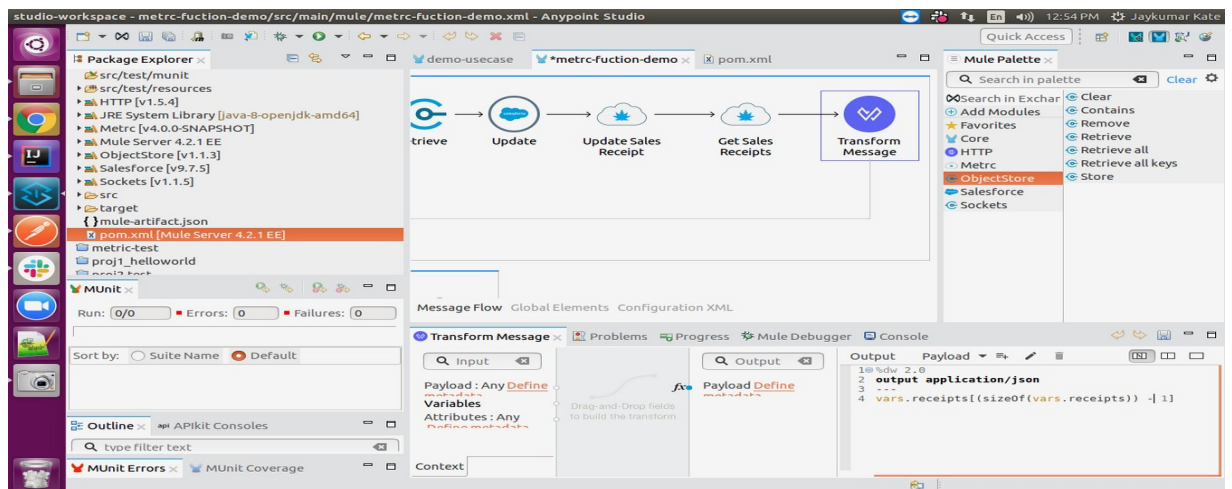 studio-workspace - metrc-fuction-demo/src/main/mule/metrc-fuction-demo.xml - Anypoint Studio
En 12:54 PM Jaykumar Kate
Quick Access
Package Explorer
src/test/munit
src/test/resources
HTTP [v1.5.4]
JRE System Library [java-8-openjdk-amd64]
Metrc [v4.0.0-SNAPSHOT]
Mule Server 4.2.1 EE
ObjectStore [v1.1.3]
Salesforce [v9.7.5]
Sockets [v1.1.5]
src
target
{ }mule-artifact.json
pom.xml [Mule Server 4.2.1 EE]
metric-test
proj1_helloworld
proj2_test
MUnit
Run: 0/0 Errors: 0 Failures: 0
Sort by: Suite Name Default
Outline api APIkit Consoles
type filter text
MUnit Errors MUnit Coverage
demo-usecase *metrc-fuction-demo pom.xml
trieve
Update
Update Sales
Receipt
Get Sales
Receipts
Transform
Message
Message Flow Global Elements Configuration XML
Mule Palette
Search in palette Clear
Search in Exchar
Add Modules
Favorites
Core
HTTP
Metrc
ObjectStore
Salesforce
Sockets
Clear
Contains
Remove
Retrieve
Retrieve all
Retrieve all keys
Store
Transform Message Problems Progress Mule Debugger Console
Input
Payload : Any Define
metadata
Variables
Attributes : Any
Define metadata
Context
Drag-and-Drop fields
to build the transform
fx
Output
Payload Define
metadata
Output Payload
1 %dw 2.0
2 output application/json
3 ---
4 vars.receipts[(sizeOf(vars.receipts)) - 1]